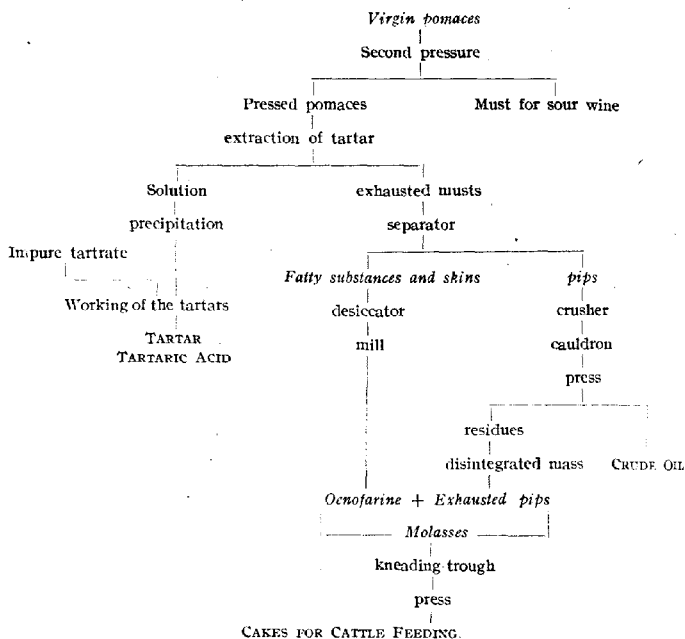 Virgin pomaces
Second pressure
Pressed pomaces Must for sour wine
extraction of tartar
Solution exhausted musts
precipitation separator
Impure tartrate
Fatty substances and skins pips
Working of the tartars desiccator crusher
TARTAR mill cauldron
TARTARIC ACID
press
residues
disintegrated mass CRUDE OIL
Ocnofarine + Exhausted pips
Molasses
kneading trough
press
CAKES FOR CATTLE FEEDING.